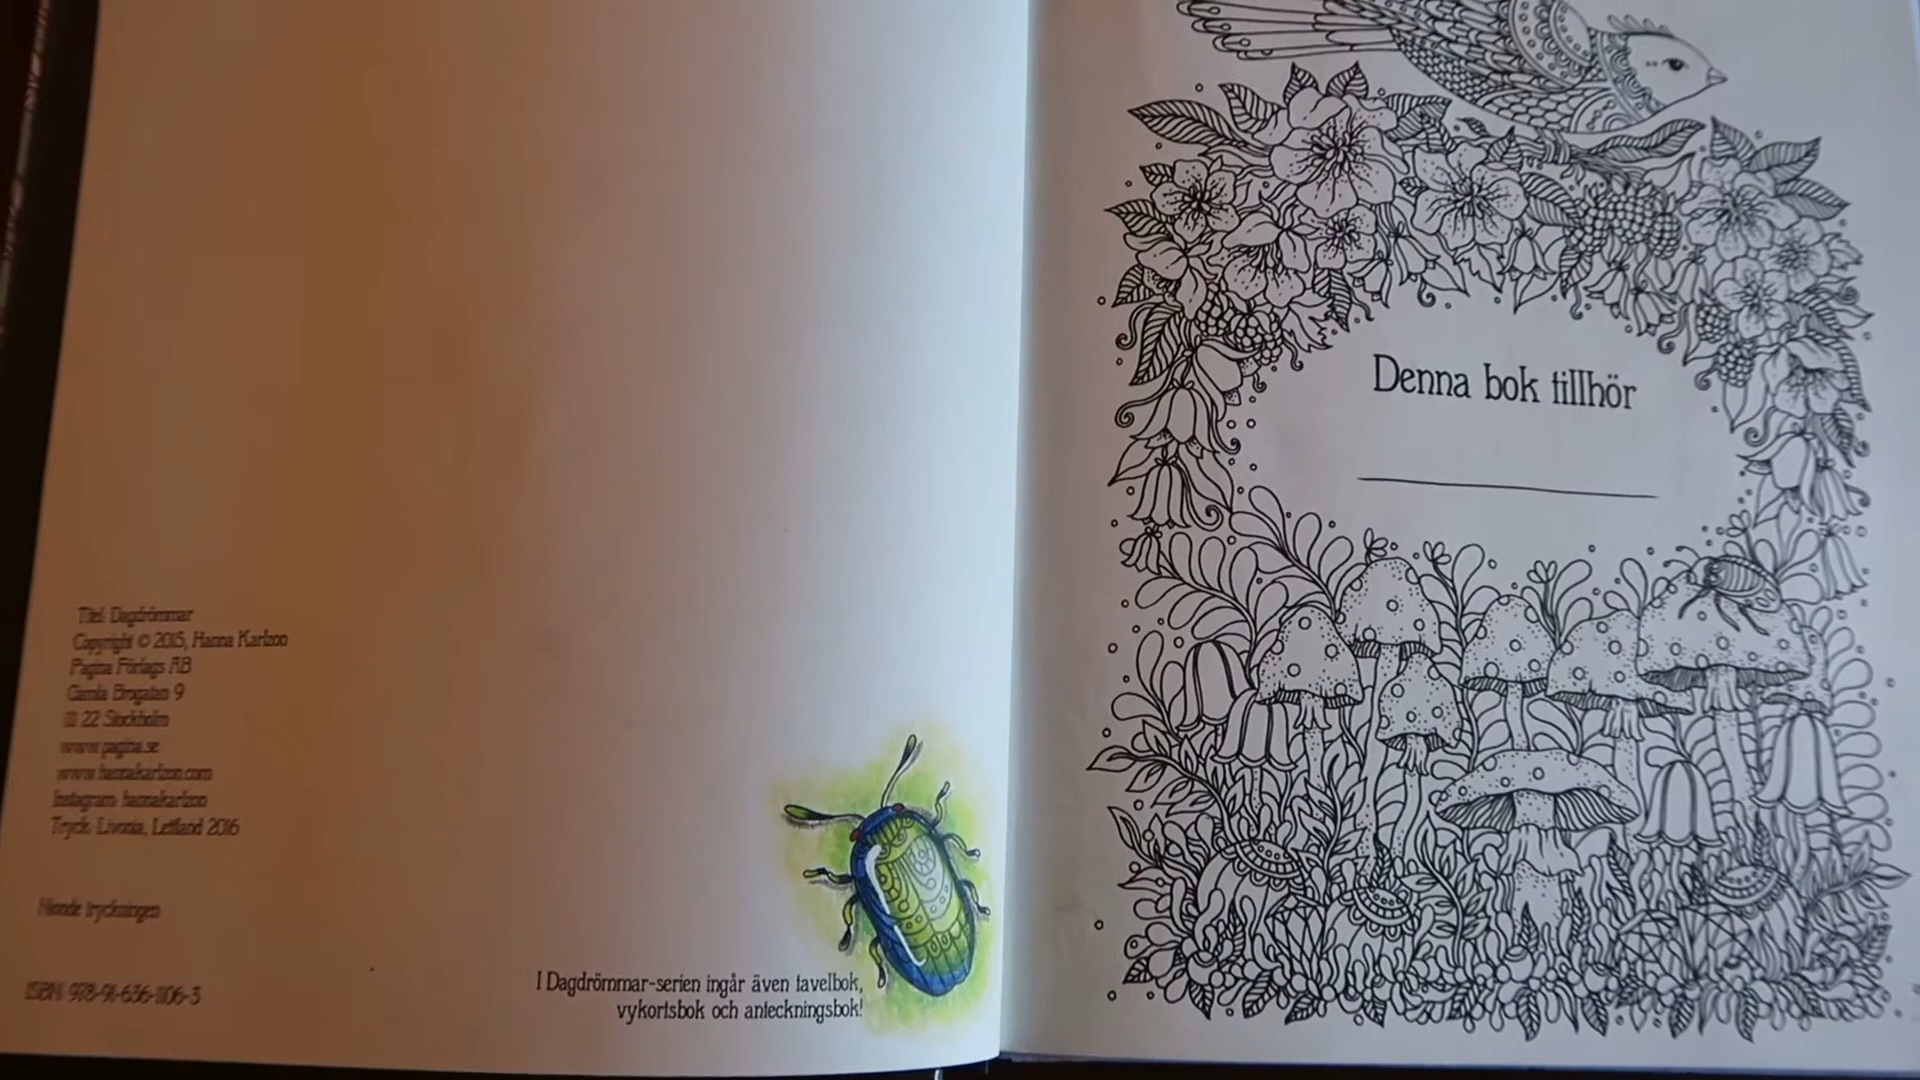 Titel: Dagdrömmar
Copyright © 2015, Hanna Karlzon
Pagina Förlags AB
Gamla Brogatan 9
111 22 Stockholm
www.pagina.se
www.hannakarlzon.com
Instagram: hannakarlzon
Tryck: Livonia, Lettland 2016
Nionde tryckningen
ISBN: 978-91-636-1106-3
I Dagdrömmar-serien ingår även tavelbok,
vykortsbok och anteckningsbok!
Denna bok tillhör